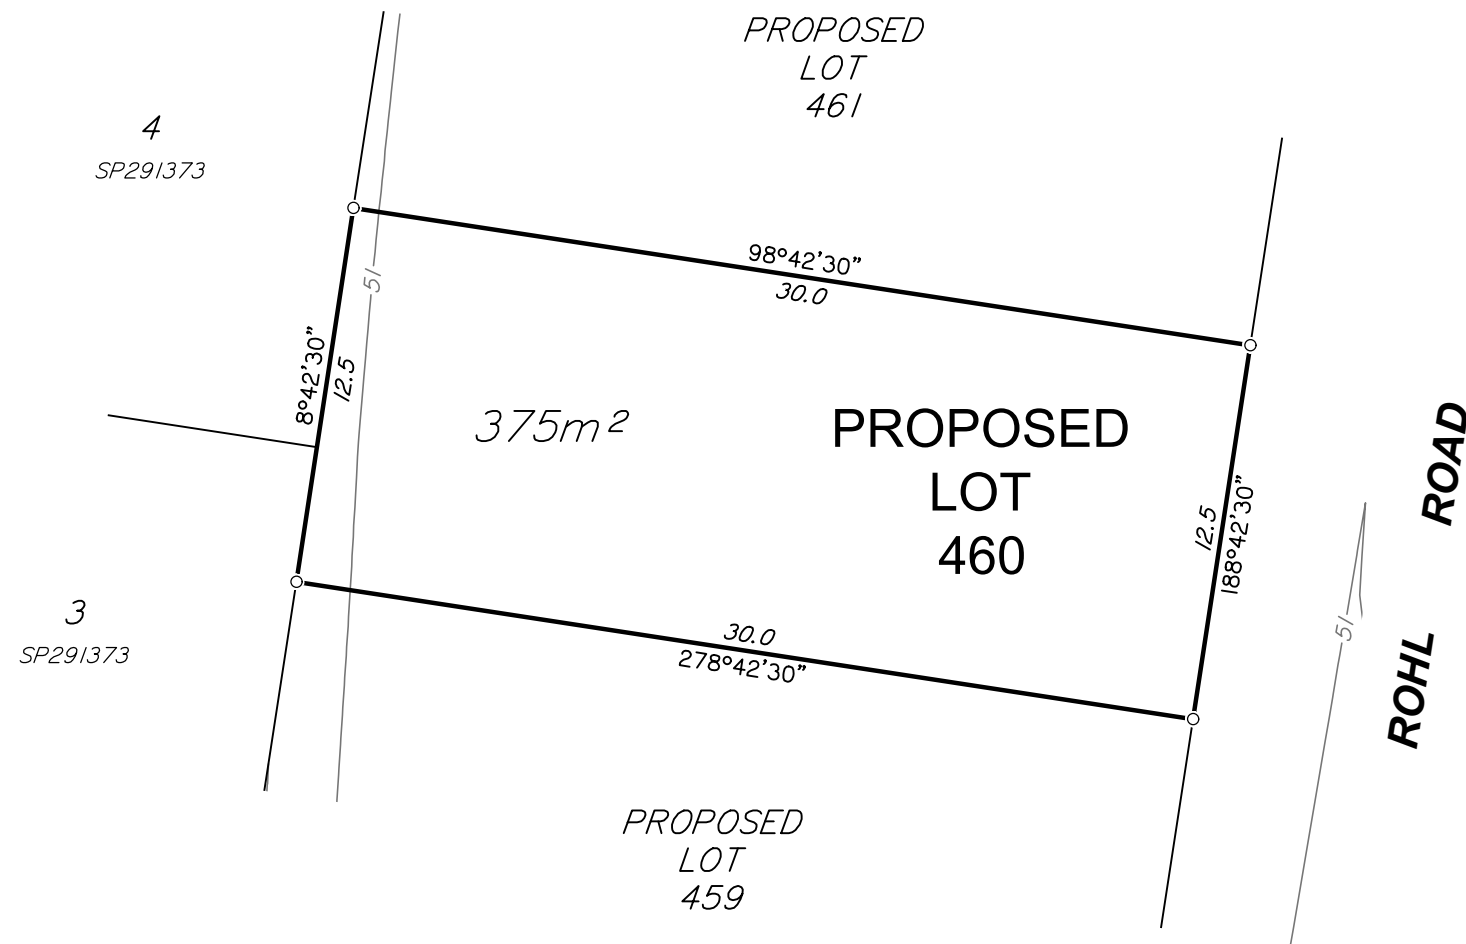 PROPOSED
LOT
461
4
SP291373
98°42'30"
30.0
51
8°42'30"
12.5
375m²
PROPOSED
LOT
460
12.5
188°42'30"
ROHL ROAD
51
3
SP291373
30.0
278°42'30"
PROPOSED
LOT
459